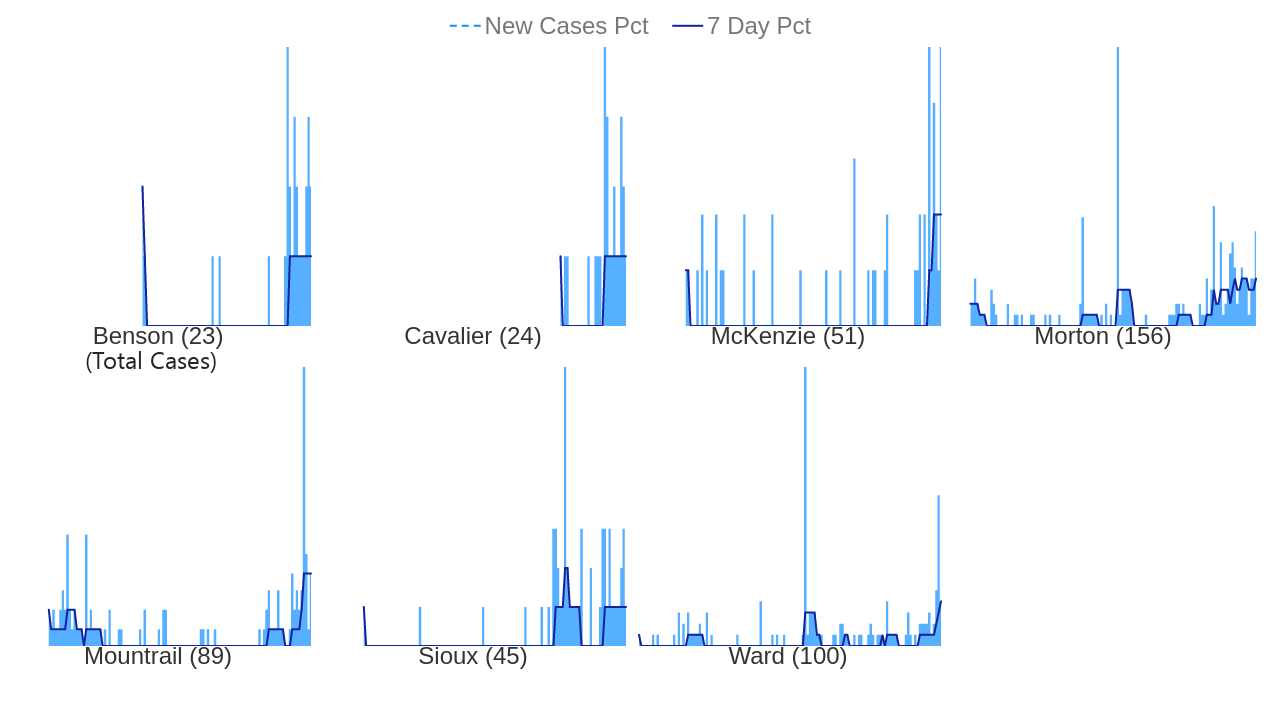 New Cases Pct 7 Day Pct
Benson (23) Cavalier (24) McKenzie (51) Morton (156)
(Total Cases)
Mountrail (89) Sioux (45) Ward (100)